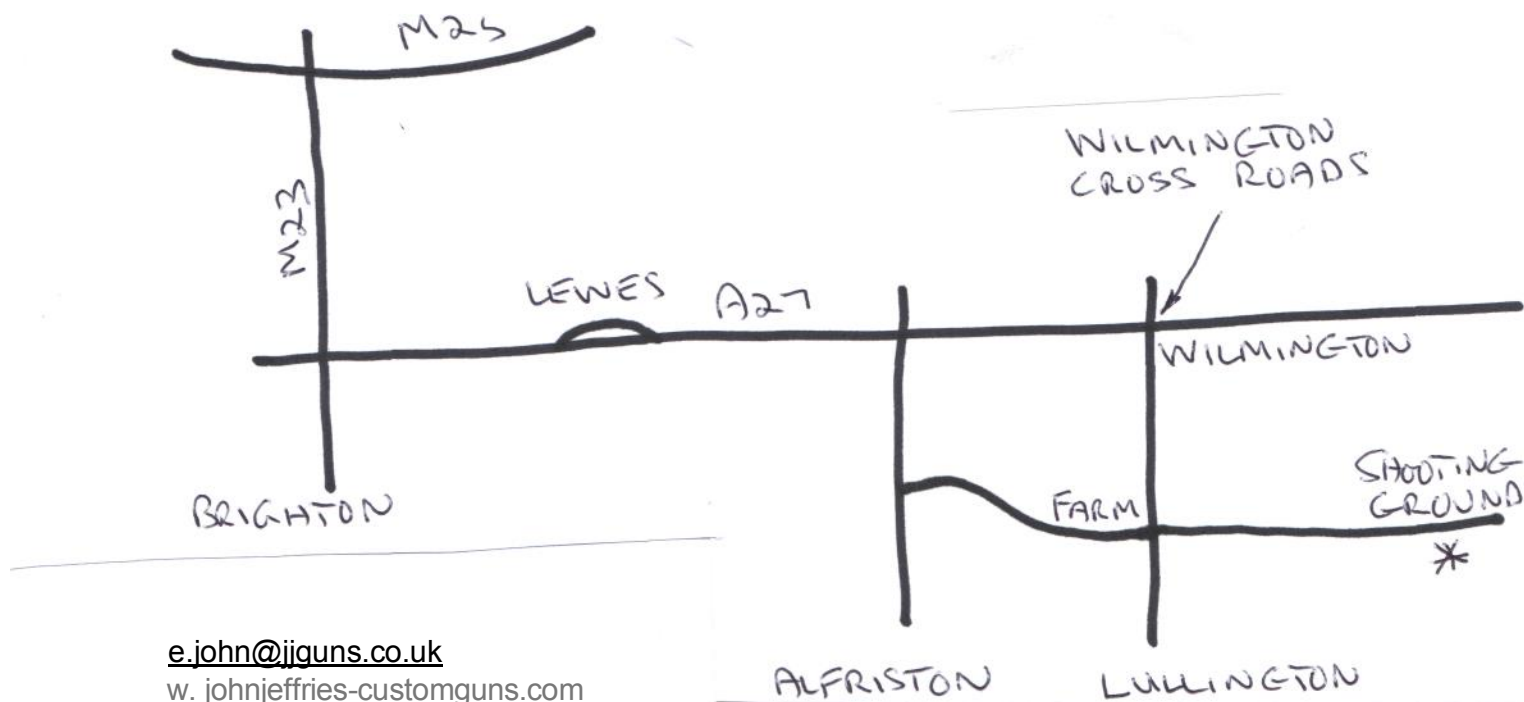 M25
M23
WILMINGTON
CROSS ROADS
LEWES
A27
WILMINGTON
SHOOTING
GROUND
FARM
BRIGHTON
ALFRISTON
LULLINGTON
e.john@jjguns.co.uk
w. johnjeffries-customguns.com